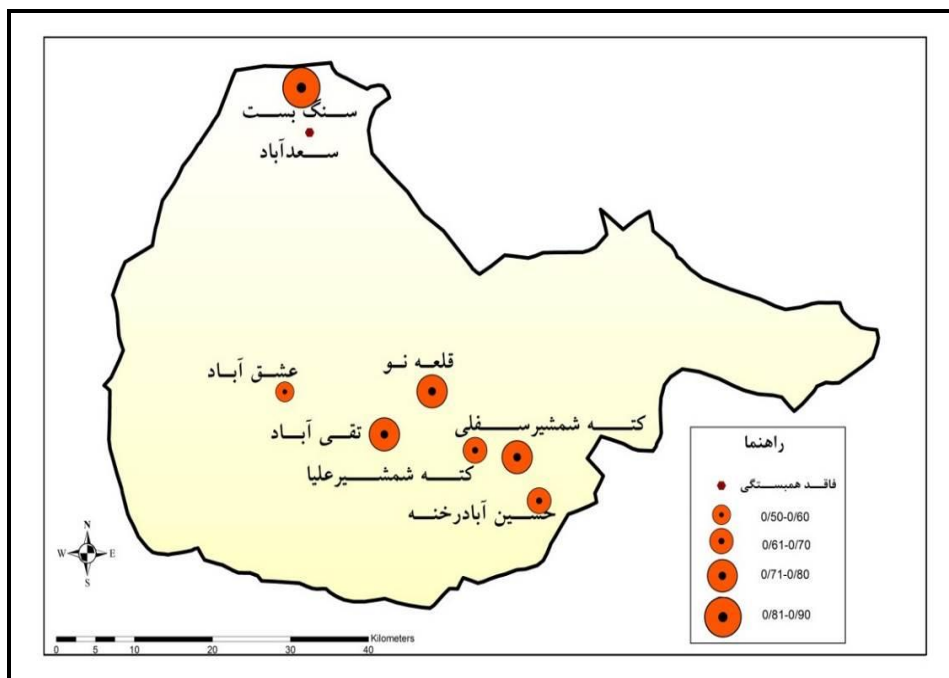 سنگ بست
سعدآباد
عشق آباد
قلعه نو
تقی آباد
کته شمشیرسفلی
کته شمشیرعلیا
حسین آبادرخنه
راهنما
فاقد همبستگی
0/50-0/60
0/61-0/70
0/71-0/80
0/81-0/90
N
W E
S
Kilometers
0 5 10 20 30 40